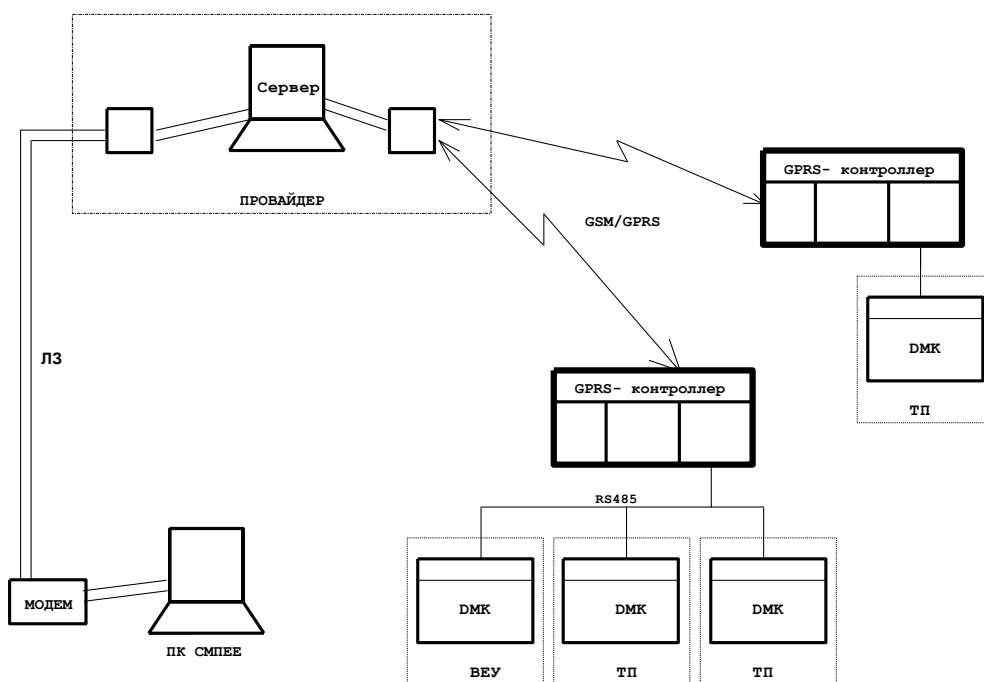 Сервер
ПРОВАЙДЕР
GPRS- контроллер
GSM/GPRS
DMK
ТП
ЛЗ
GPRS- контроллер
RS485
DMK
DMK
DMK
ВЕУ
ТП
ТП
МОДЕМ
ПК СМПЕЕ